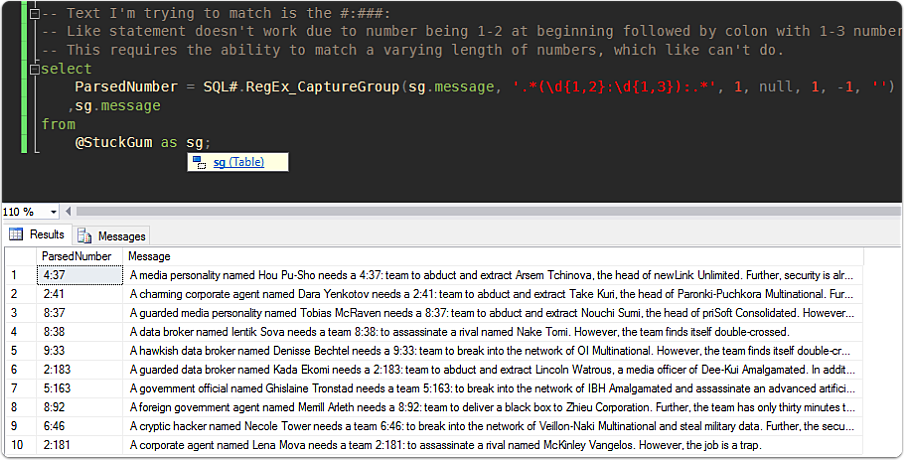 -- Text I'm trying to match is the #:###:
-- Like statement doesn't work due to number being 1-2 at beginning followed by colon with 1-3 number
-- This requires the ability to match a varying length of numbers, which like can't do.
select
ParsedNumber = SQL#.RegEx_CaptureGroup(sg.message, '.*(\d{1,2}:\d{1,3}):.*', 1, null, 1, -1, '')
,sg.message
from
@StuckGum as sg;
sg (Table)
110 %
Results Messages
ParsedNumber Message
1 4:37 A media personality named Hou Pu-Sho needs a 4:37: team to abduct and extract Arsem Tchinova, the head of newLink Unlimited. Further, security is alr...
2 2:41 A charming corporate agent named Dara Yenkotov needs a 2:41: team to abduct and extract Take Kuri, the head of Paronki-Puchkora Multinational. Fur...
3 8:37 A guarded media personality named Tobias McRaven needs a 8:37: team to abduct and extract Nouchi Sumi, the head of priSoft Consolidated. However...
4 8:38 A data broker named Ientik Sova needs a team 8:38: to assassinate a rival named Nake Tomi. However, the team finds itself double-crossed.
5 9:33 A hawkish data broker named Denisse Bechtel needs a 9:33: team to break into the network of OI Multinational. However, the team finds itself double-cr...
6 2:183 A guarded data broker named Kada Ekomi needs a 2:183: team to abduct and extract Lincoln Watrous, a media officer of Dee-Kui Amalgamated. In addit...
7 5:163 A government official named Ghislaine Tronstad needs a team 5:163: to break into the network of IBH Amalgamated and assassinate an advanced artifici...
8 8:92 A foreign government agent named Merrill Arleth needs a 8:92: team to deliver a black box to Zhieu Corporation. Further, the team has only thirty minutes t...
9 6:46 A cryptic hacker named Necole Tower needs a team 6:46: to break into the network of Veillon-Naki Multinational and steal military data. Further, the secu...
10 2:181 A corporate agent named Lena Mova needs a team 2:181: to assassinate a rival named McKinley Vangelos. However, the job is a trap.